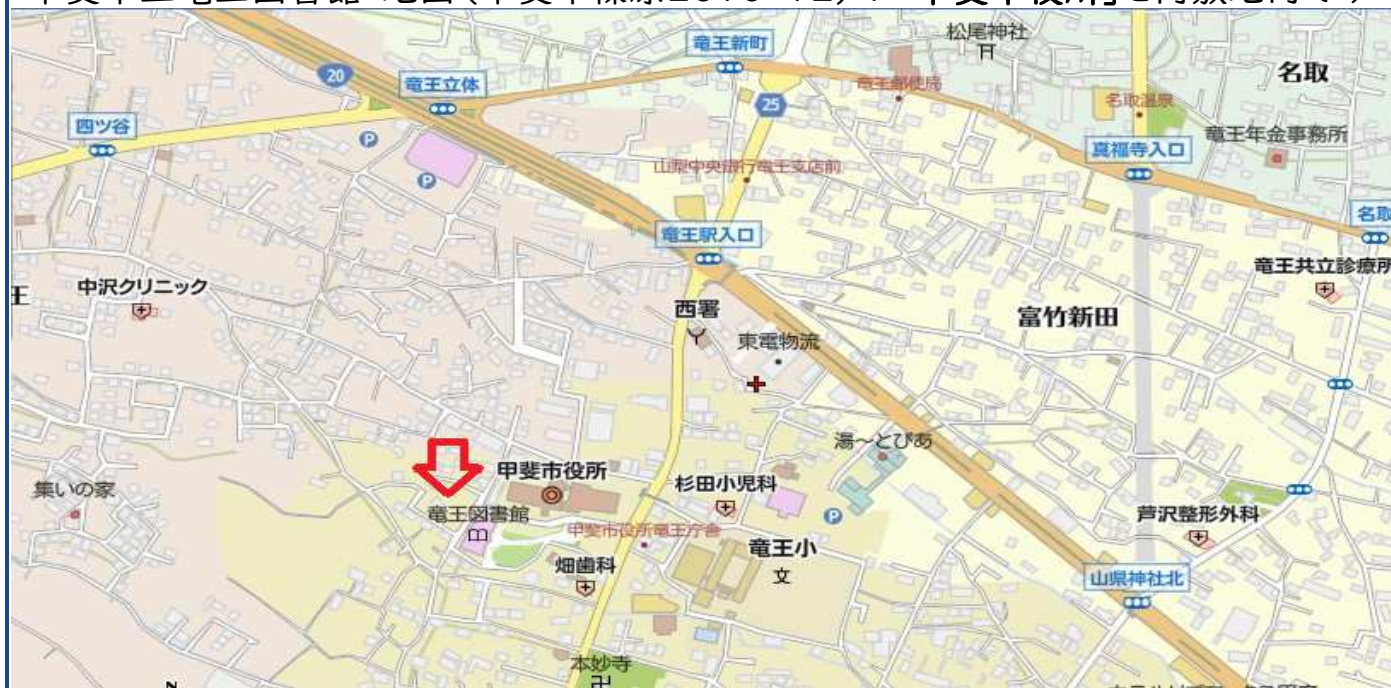 竜王新町
松尾神社
名取
20
竜王立体
25
竜王郵便局
名取温泉
四ツ谷
竜王年金事務所
真福寺入口
P
山梨中央銀行竜王支店前
P
名取
竜王駅入口
竜王共立診療所
中沢クリニック
王
西署
富竹新田
東電物流
湯～とぴあ
甲斐市役所
杉田小児科
集いの家
竜王図書館
P
芦沢整形外科
甲斐市役所竜王庁舎
竜王小
文
畑歯科
山県神社北
本妙寺